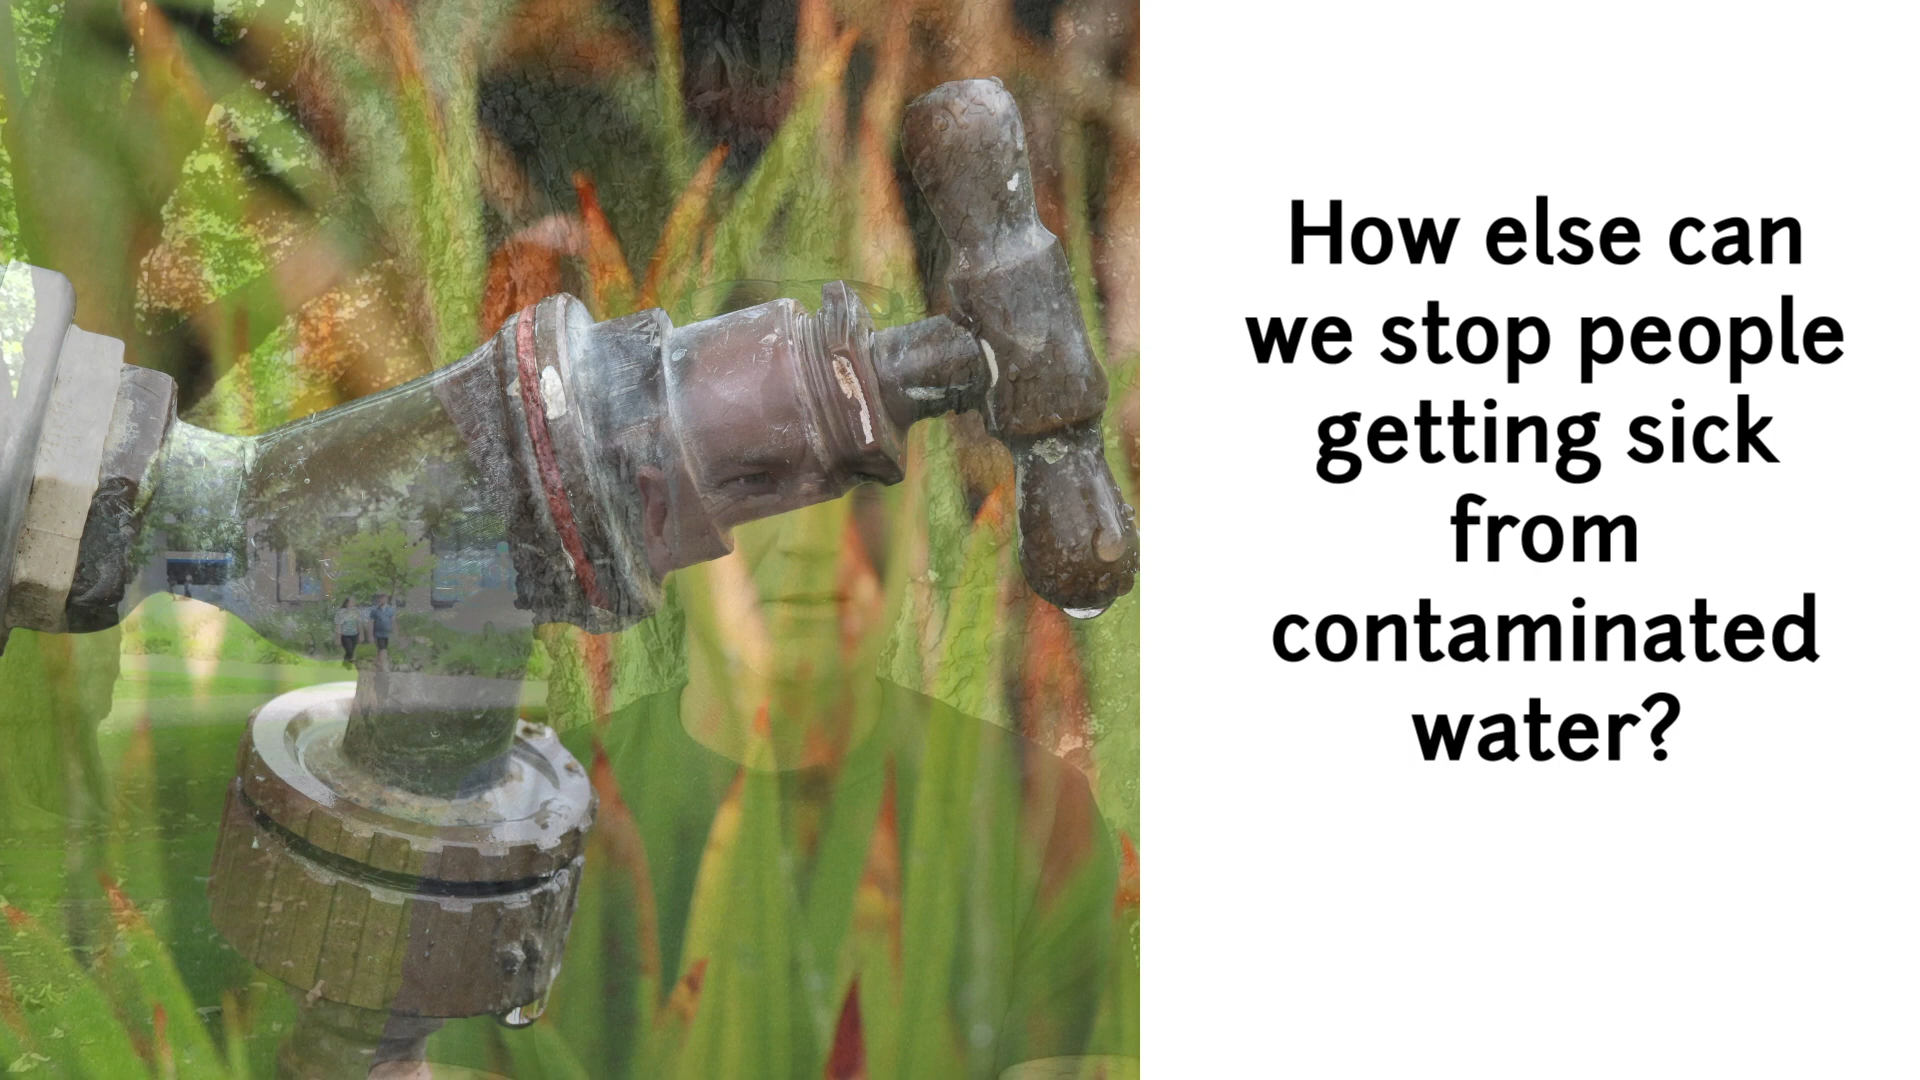 How else can
we stop people
getting sick
from
contaminated
water?